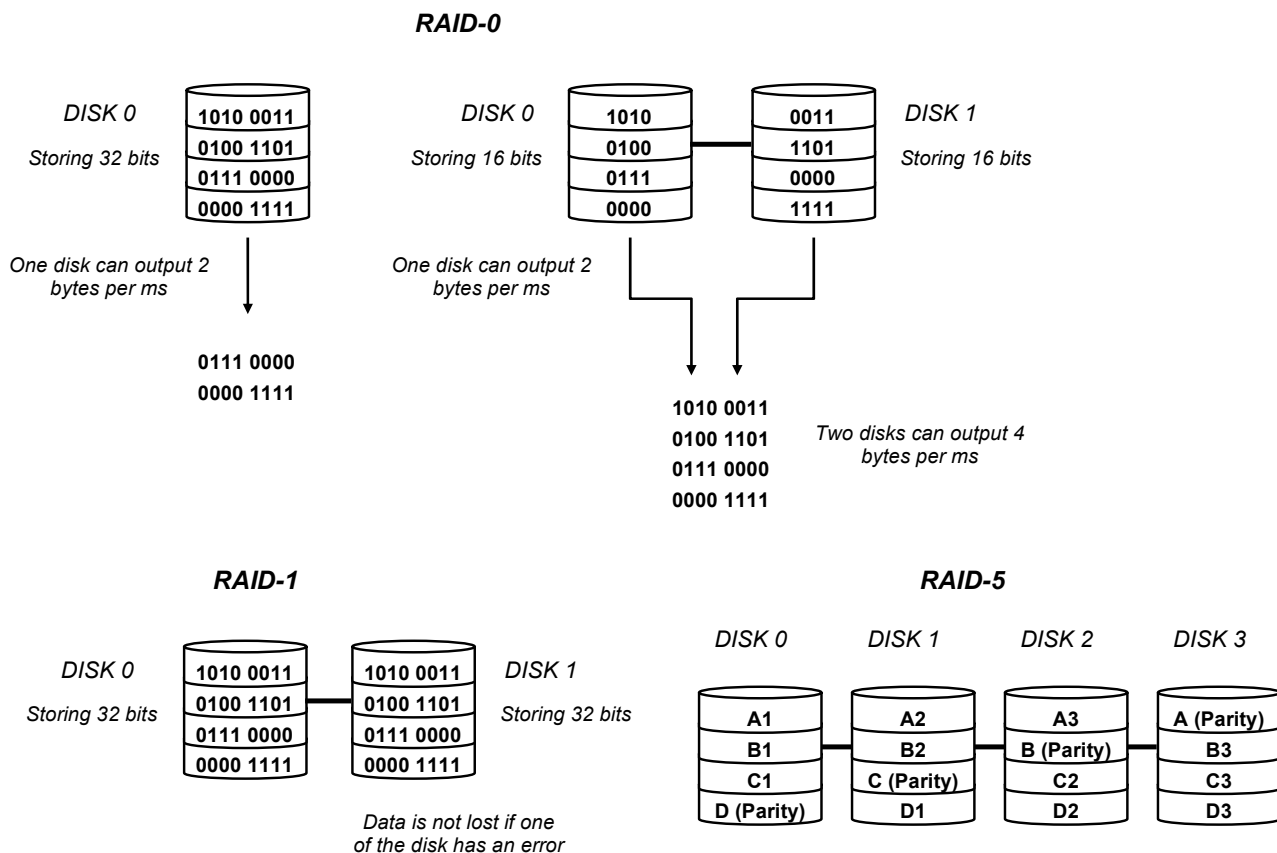 RAID-0
DISK 0
Storing 32 bits
1010 0011
0100 1101
0111 0000
0000 1111
One disk can output 2
bytes per ms
0111 0000
0000 1111
DISK 0
Storing 16 bits
1010
0100
0111
0000
0011
1101
0000
1111
DISK 1
Storing 16 bits
One disk can output 2
bytes per ms
1010 0011
0100 1101
0111 0000
0000 1111
Two disks can output 4
bytes per ms
RAID-1
DISK 0
Storing 32 bits
1010 0011
0100 1101
0111 0000
0000 1111
1010 0011
0100 1101
0111 0000
0000 1111
DISK 1
Storing 32 bits
Data is not lost if one
of the disk has an error
RAID-5
DISK 0
DISK 1
DISK 2
DISK 3
A1
B1
C1
D (Parity)
A2
B2
C (Parity)
D1
A3
B (Parity)
C2
D2
A (Parity)
B3
C3
D3